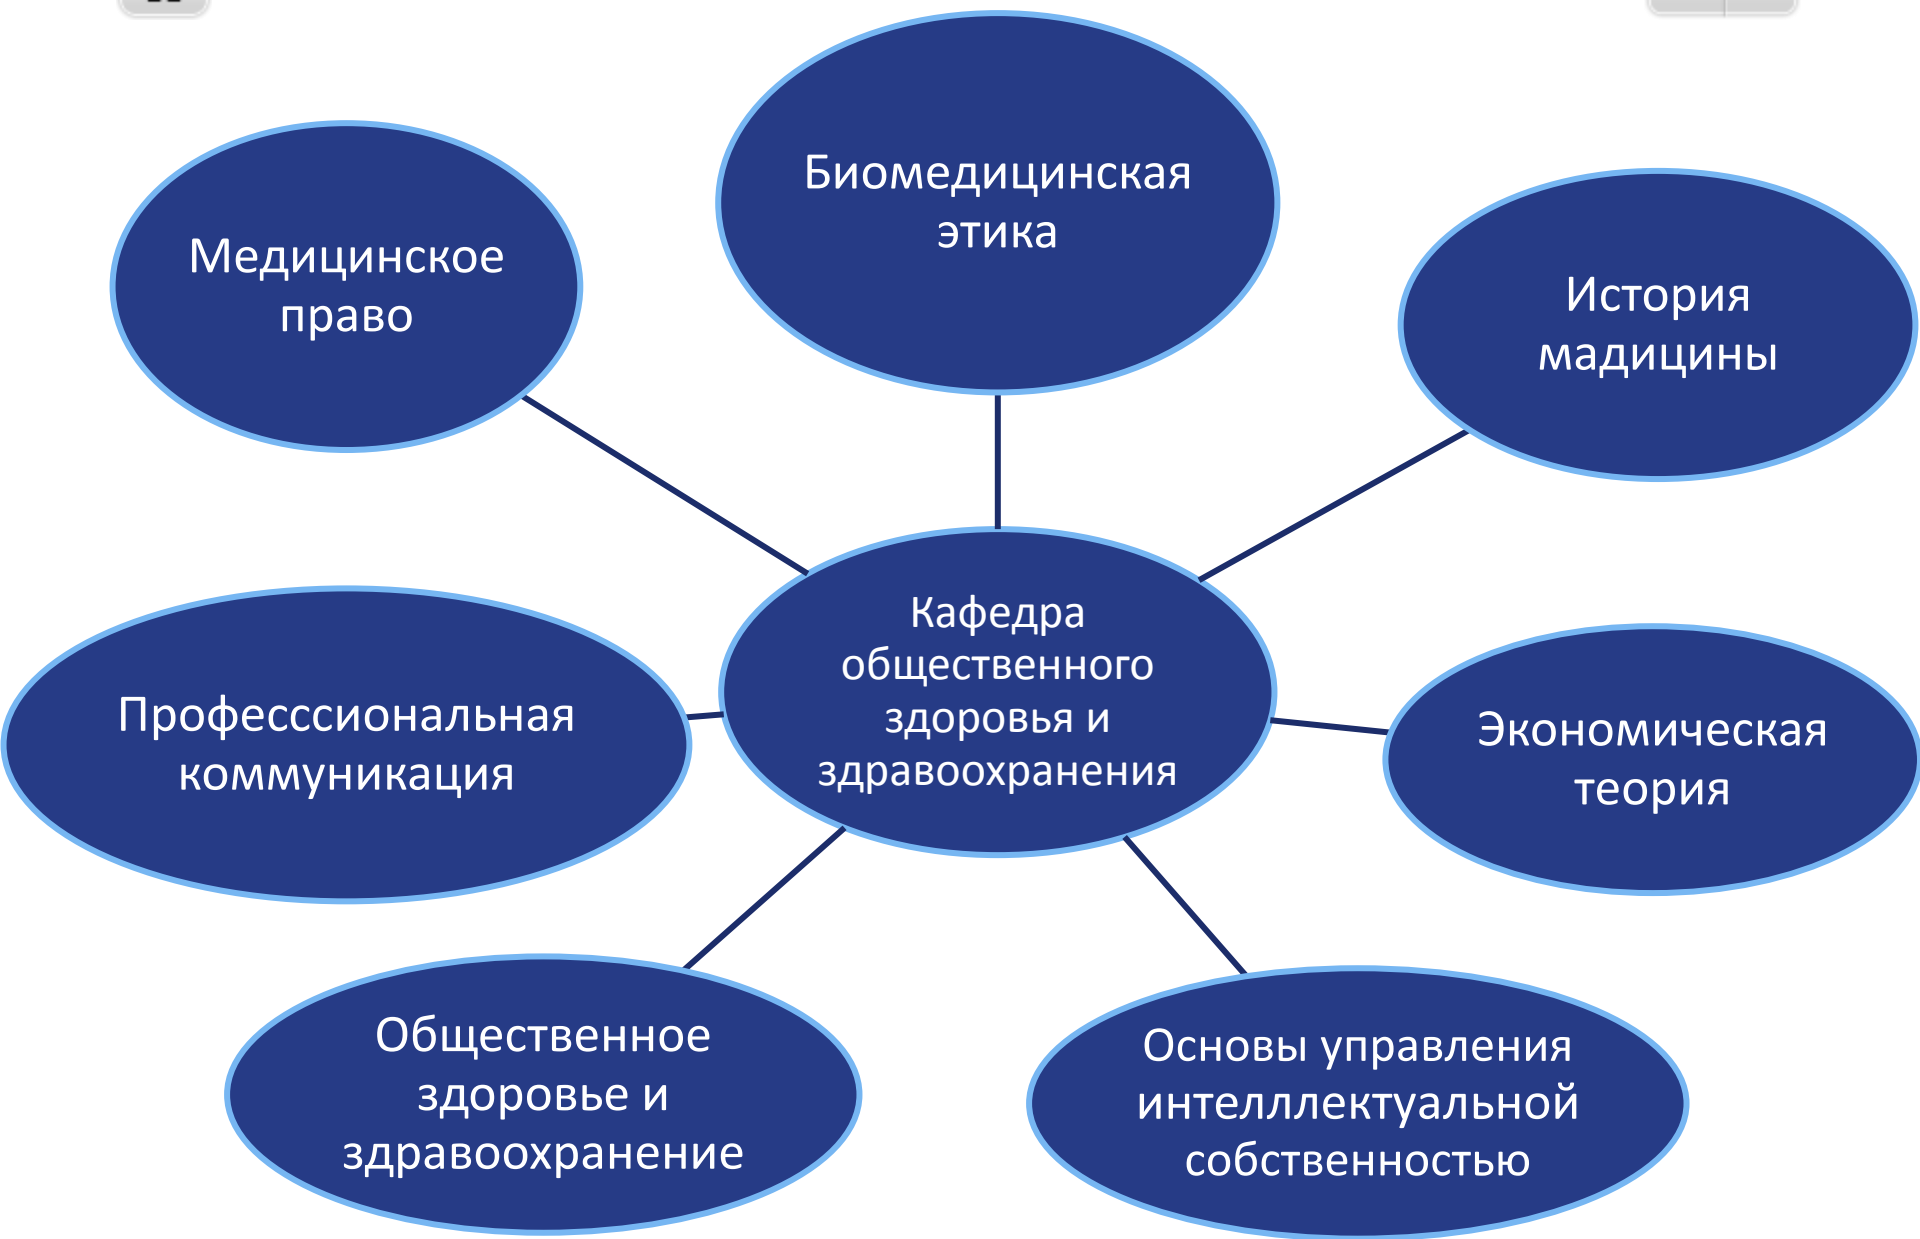 Биомедицинская
этика
Медицинское
право
История
мадицины
Кафедра
общественного
здоровья и
здравоохранения
Професссиональная
коммуникация
Экономическая
теория
Общественное
здоровье и
здравоохранение
Основы управления
интелллектуальной
собственностью